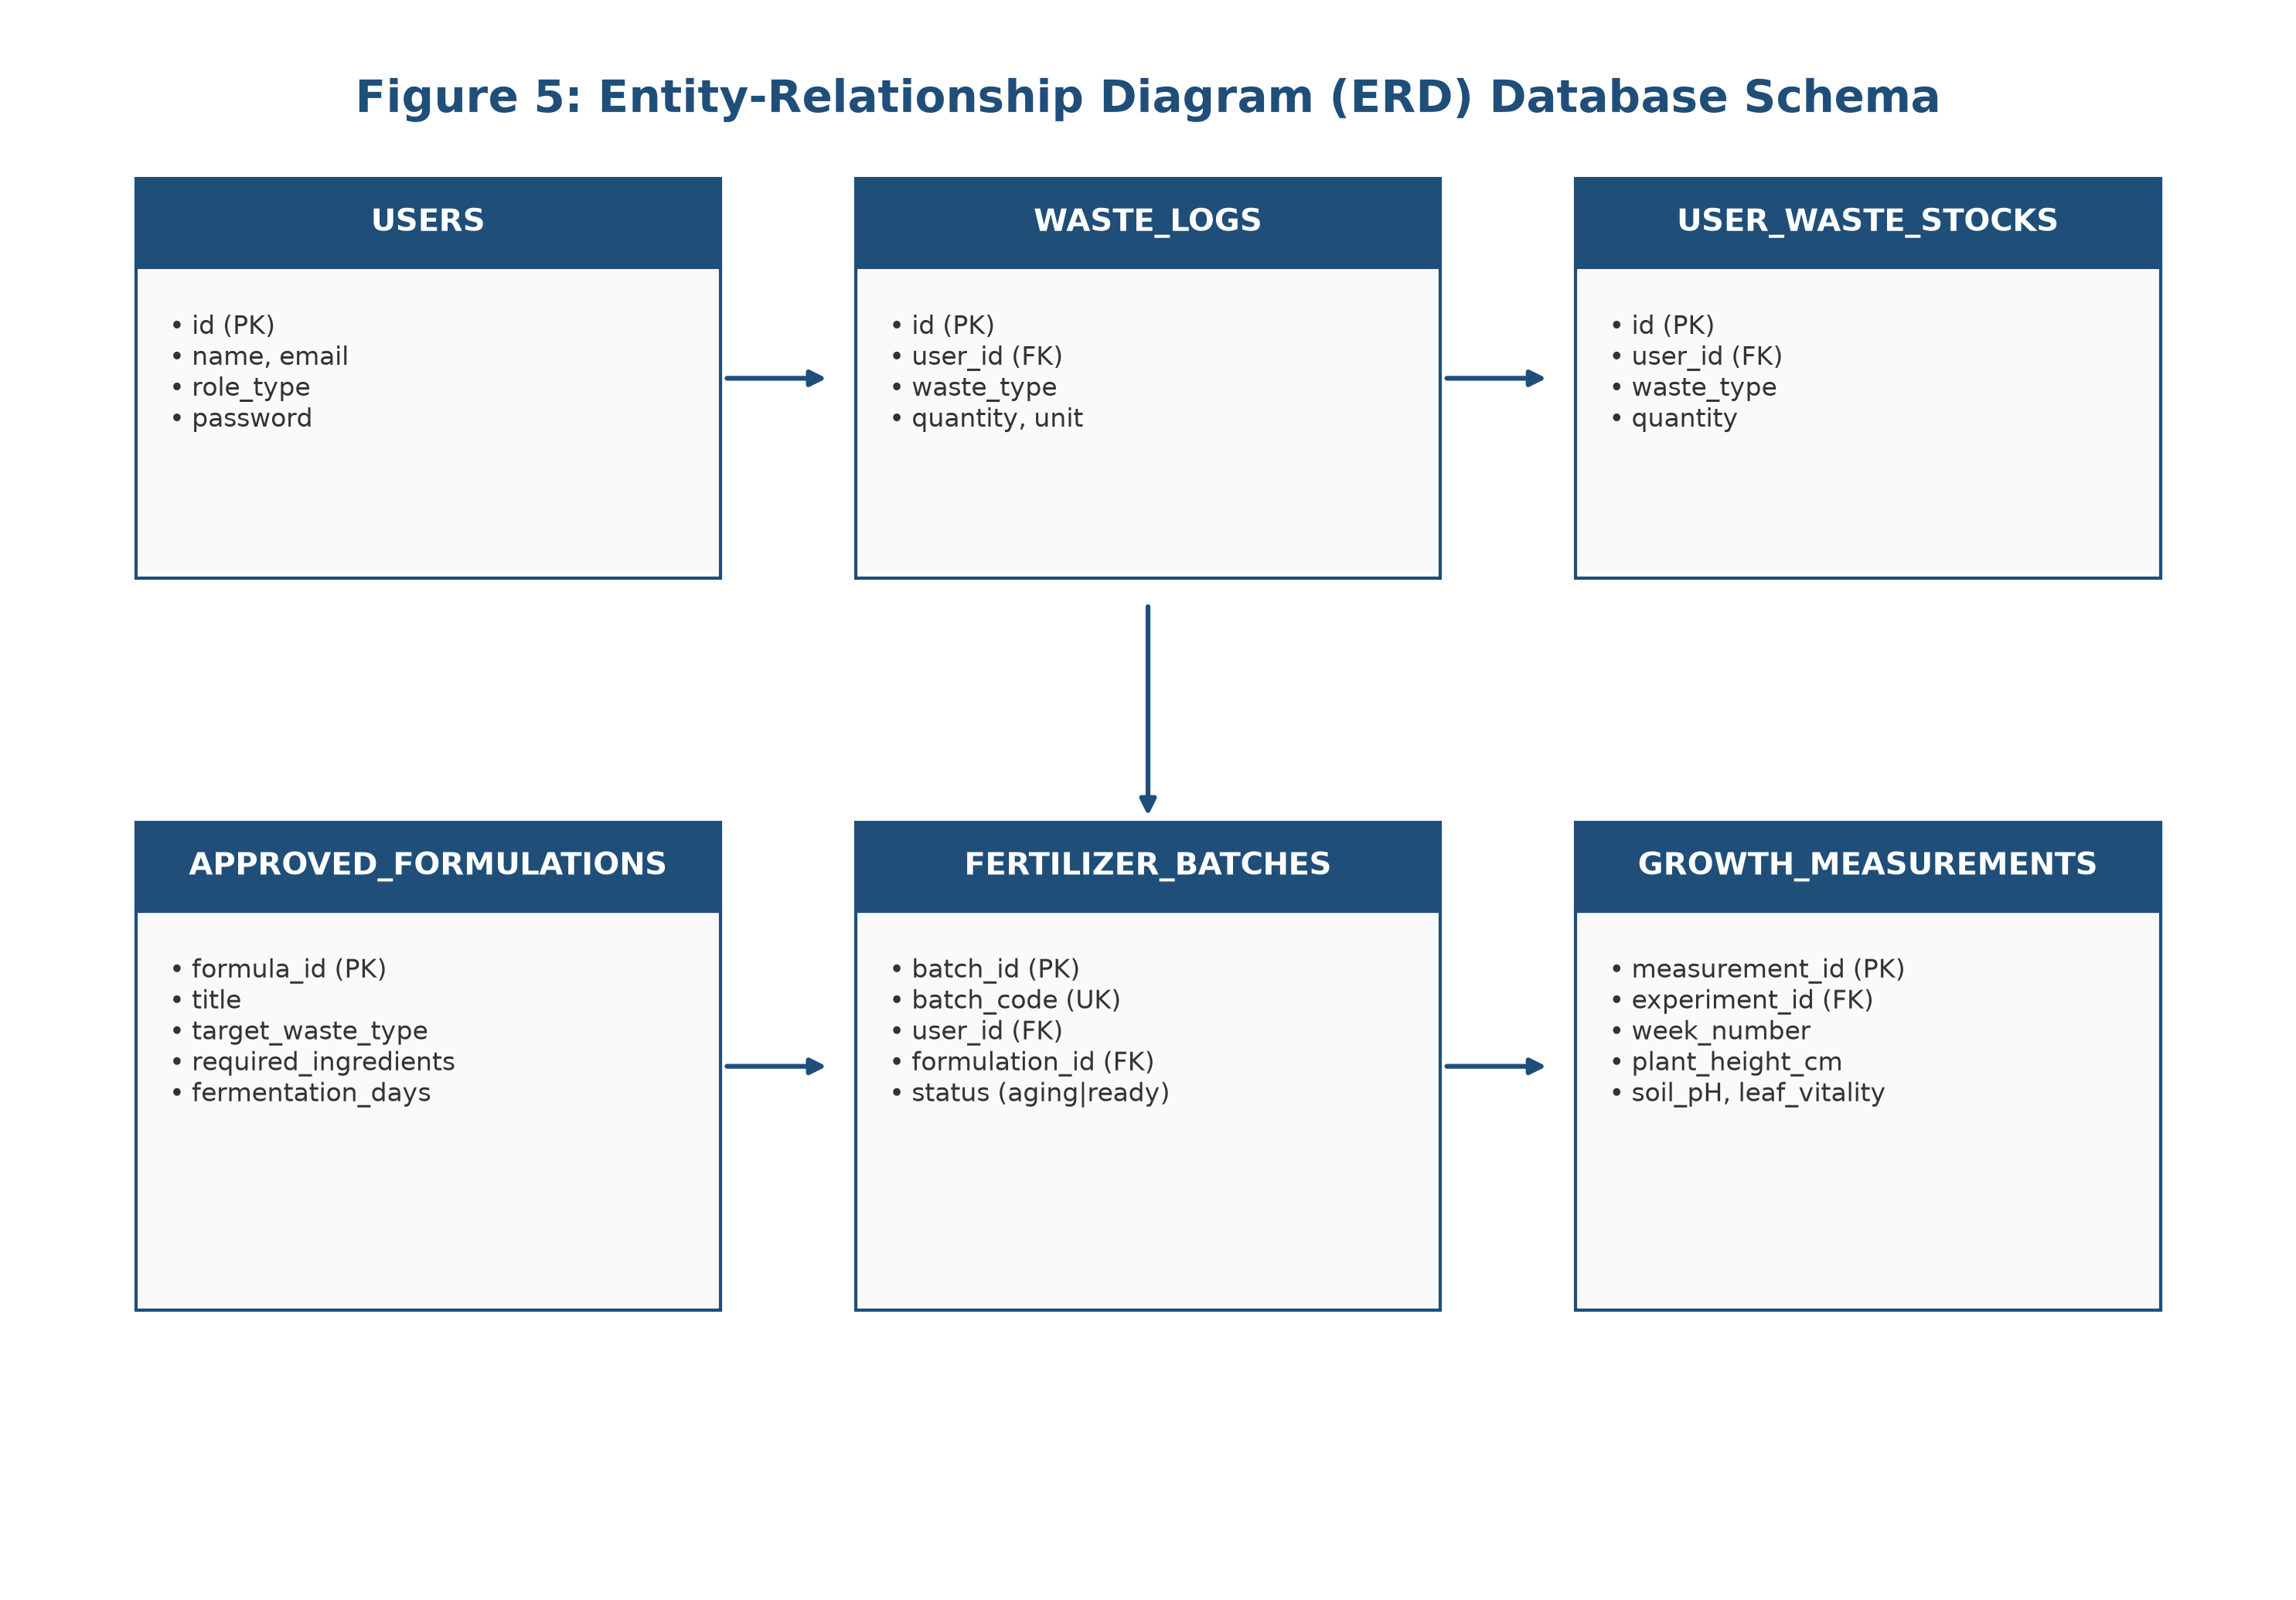 Figure 5: Entity-Relationship Diagram (ERD) Database Schema
USERS
• id (PK)
• name, email
• role_type
• password
WASTE_LOGS
• id (PK)
• user_id (FK)
• waste_type
• quantity, unit
USER_WASTE_STOCKS
• id (PK)
• user_id (FK)
• waste_type
• quantity
APPROVED_FORMULATIONS
• formula_id (PK)
• title
• target_waste_type
• required_ingredients
• fermentation_days
FERTILIZER_BATCHES
• batch_id (PK)
• batch_code (UK)
• user_id (FK)
• formulation_id (FK)
• status (aging|ready)
GROWTH_MEASUREMENTS
• measurement_id (PK)
• experiment_id (FK)
• week_number
• plant_height_cm
• soil_pH, leaf_vitality